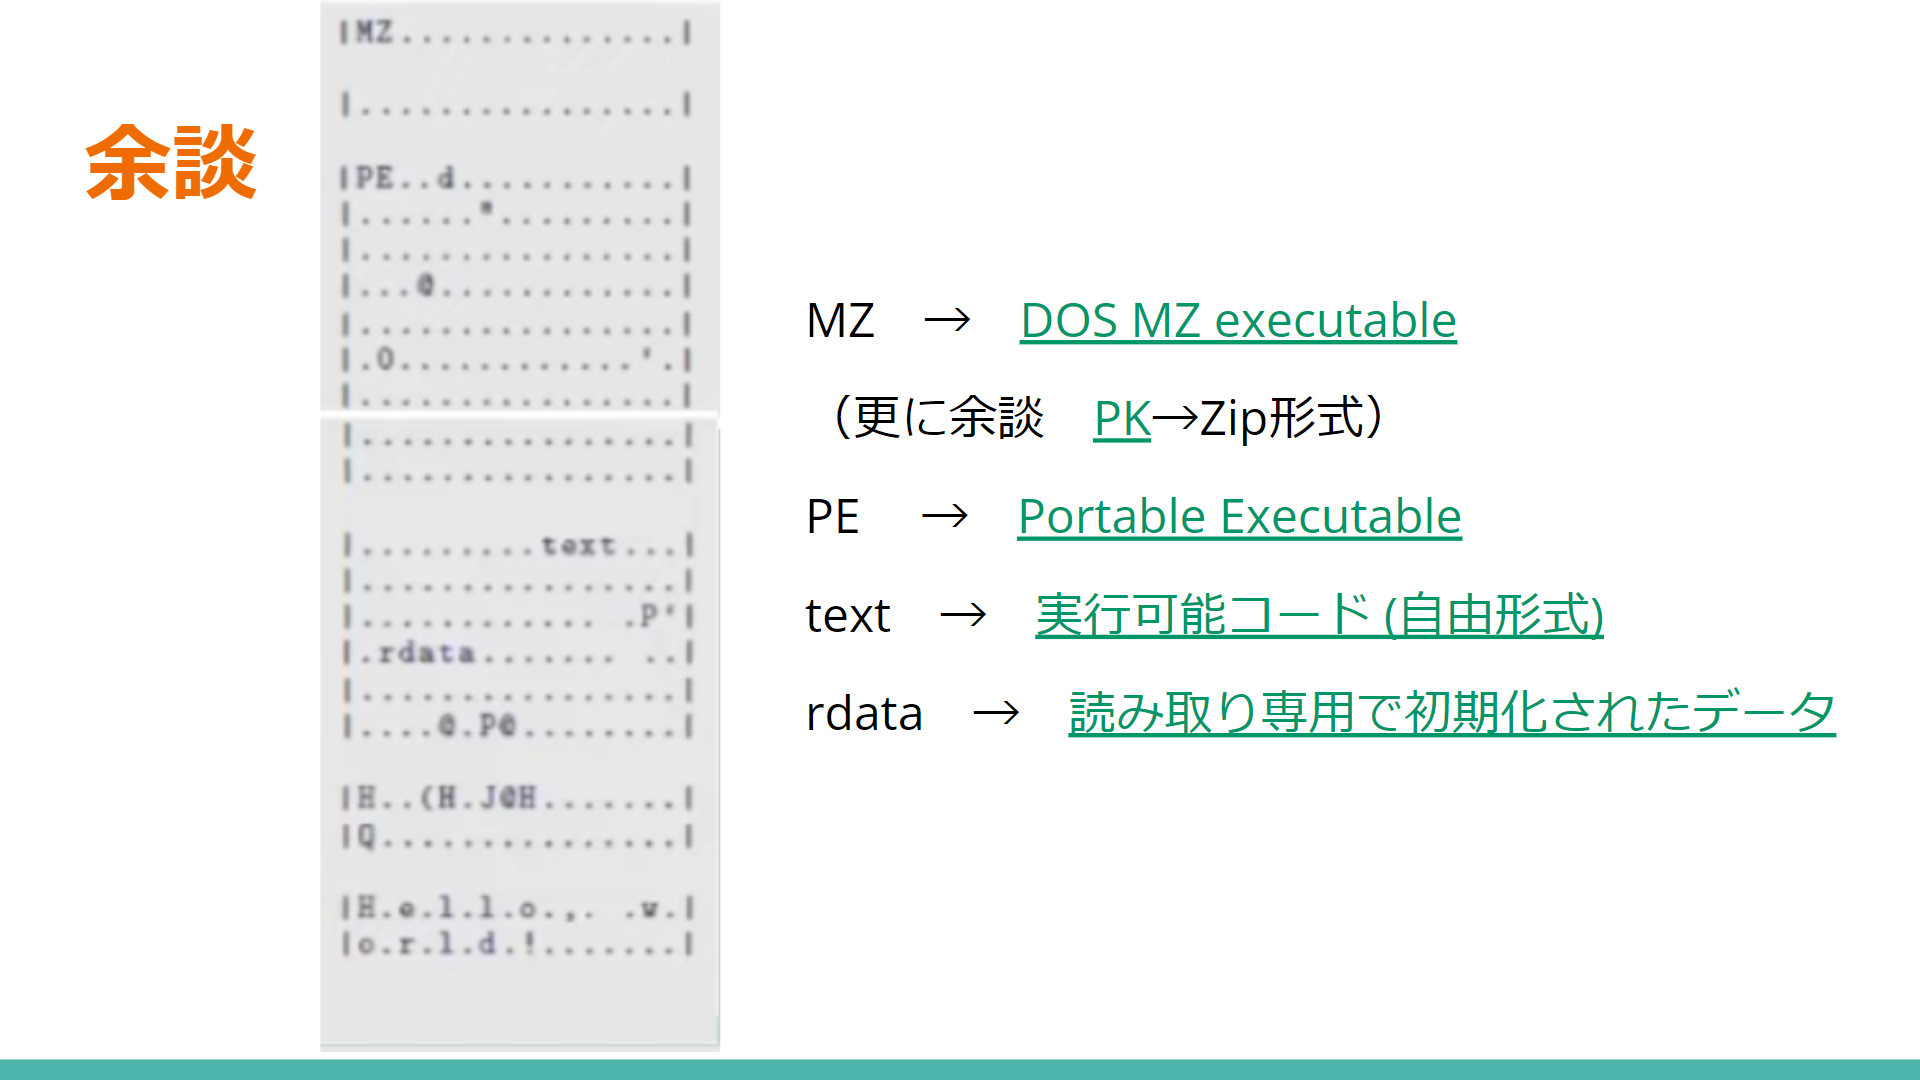 余談
|MZ..............|
|................|
|PE..d...........|
|......".........|
|................|
|...@............|
|................|
|.O............'.|
|................|
|................|
|................|
|.........text...|
|................|
|............ .P‘|
|.rdata....... ..|
|................|
|....@.P@........|
|H..(H.J@H.......|
|Q...............|
|H.e.l.l.o.,. .w.|
|o.r.l.d.!.......|
MZ → DOS MZ executable
（更に余談 PK→Zip形式）
PE → Portable Executable
text → 実行可能コード (自由形式)
rdata → 読み取り専用で初期化されたデータ